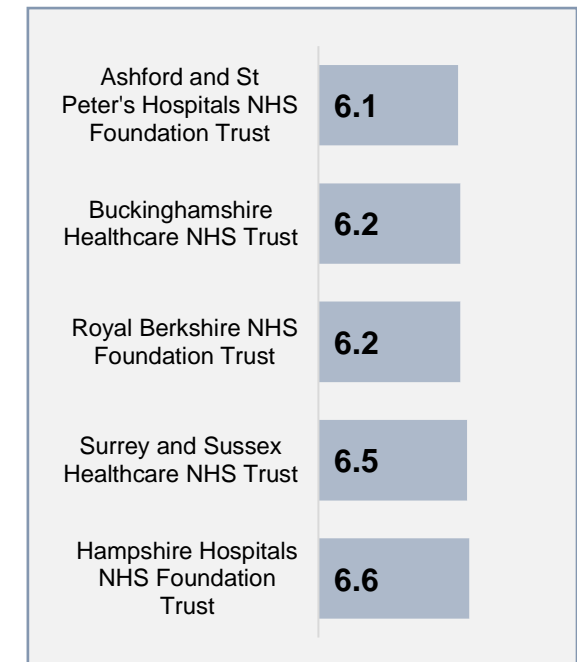 Ashford and St
Peter's Hospitals NHS
Foundation Trust
6.1
Buckinghamshire
Healthcare NHS Trust
6.2
Royal Berkshire NHS
Foundation Trust
6.2
Surrey and Sussex
Healthcare NHS Trust
6.5
Hampshire Hospitals
NHS Foundation
Trust
6.6